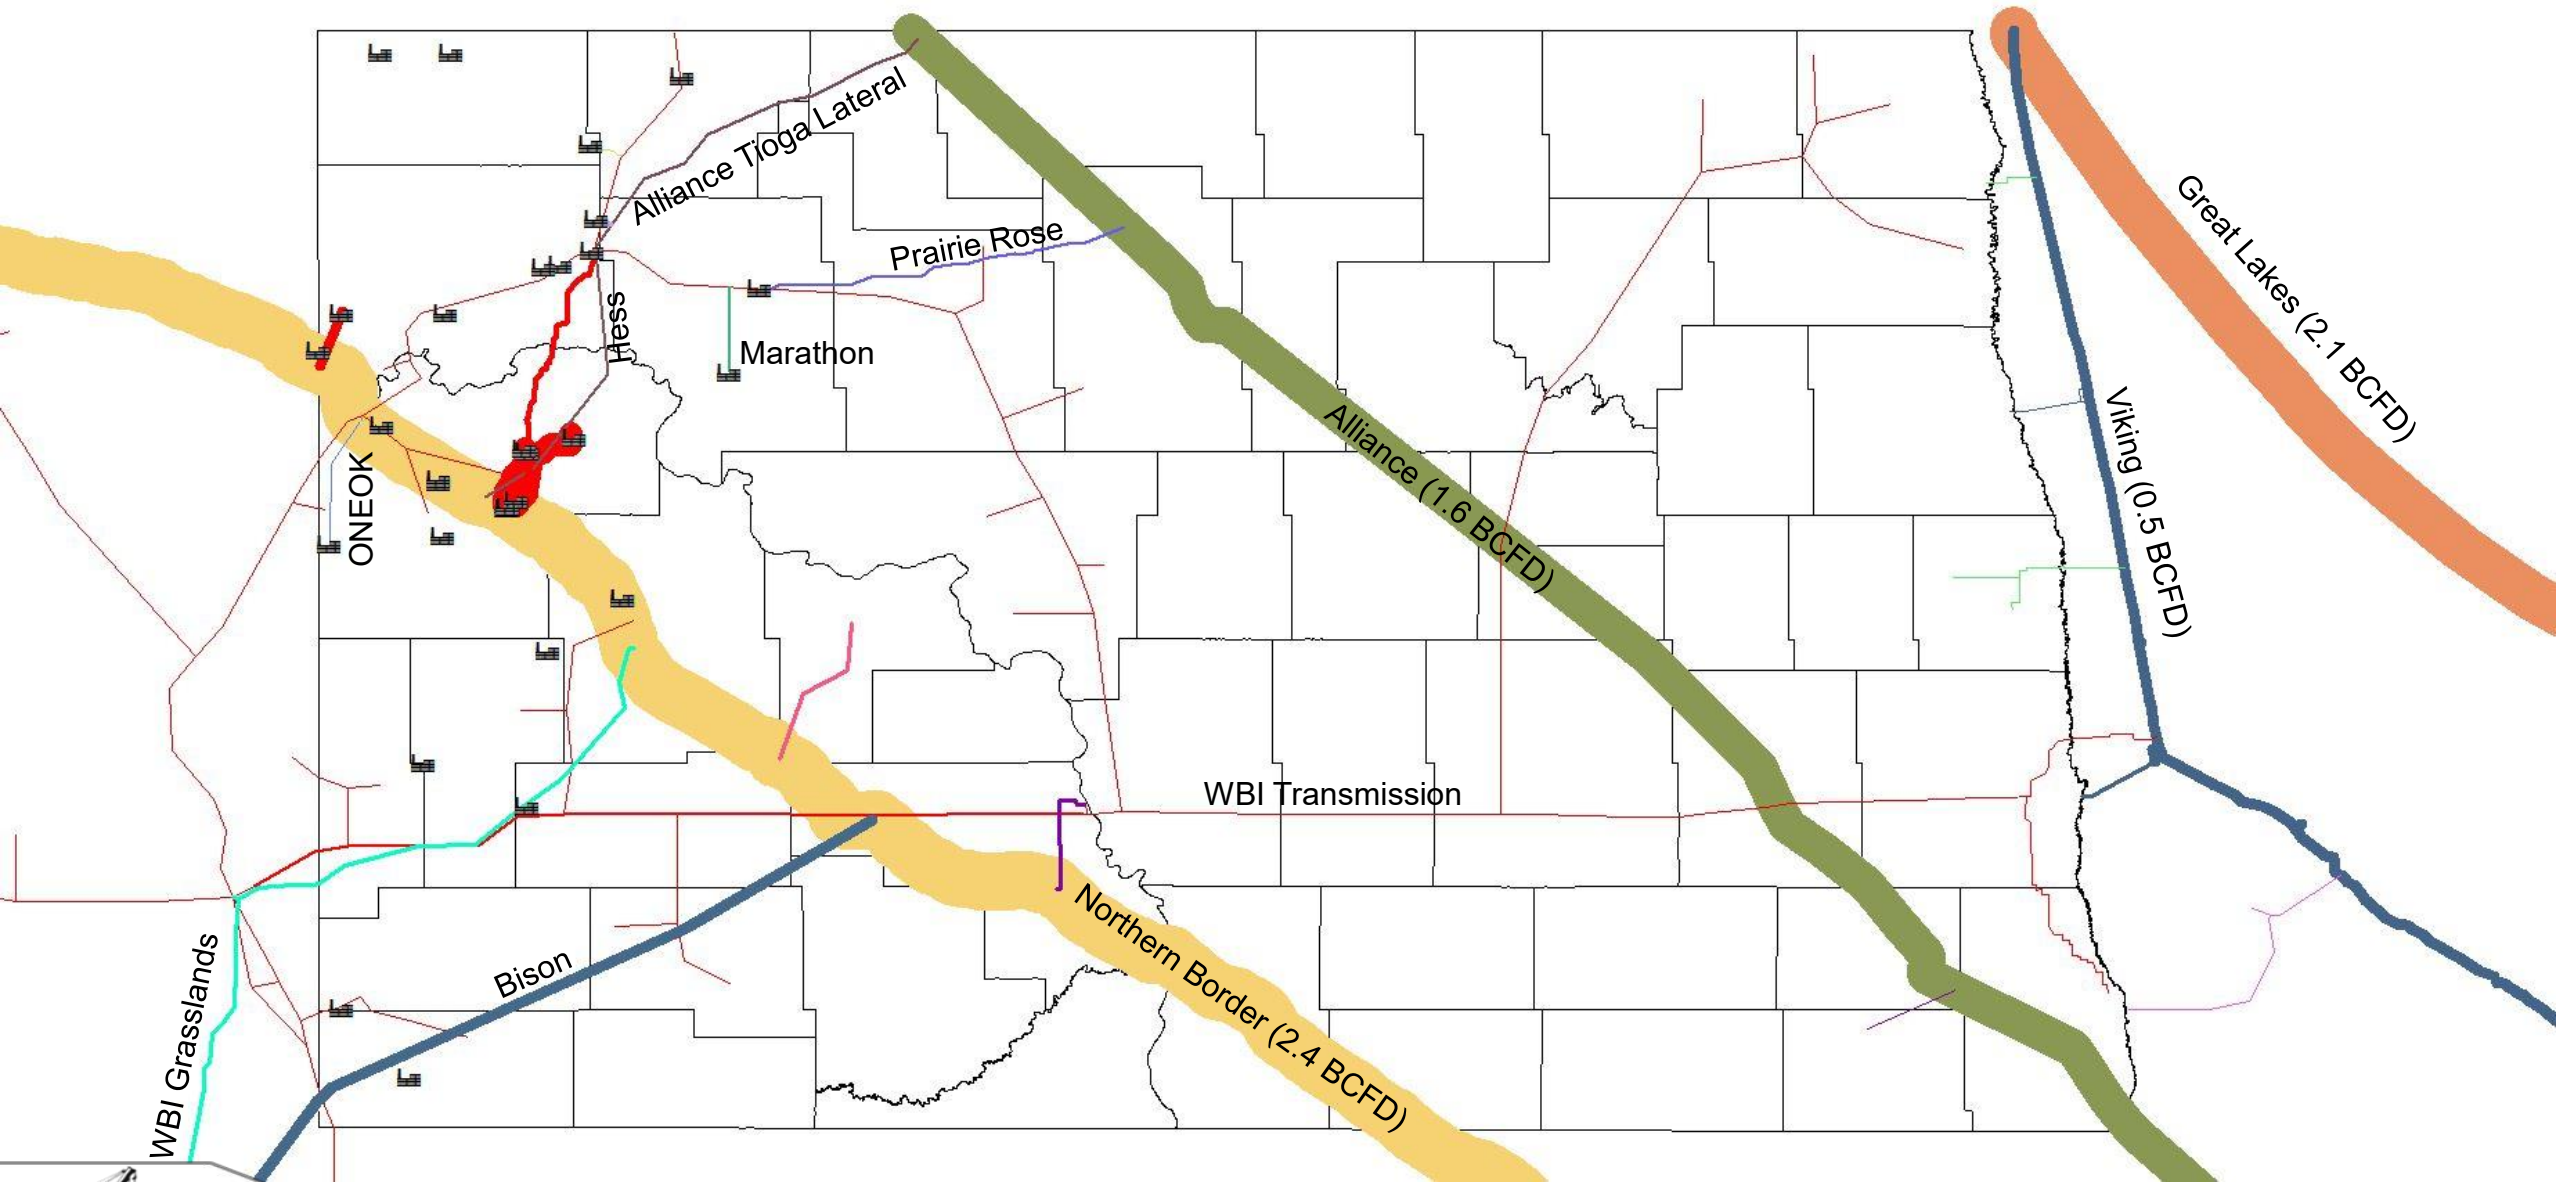 Alliance Tioga Lateral
Great Lakes (2.1 BCFD)
Prairie Rose
Hess
Marathon
Viking (0.5 BCFD)
Alliance (1.6 BCFD)
ONEOK
WBI Transmission
Northern Border (2.4 BCFD)
Bison
WBI Grasslands